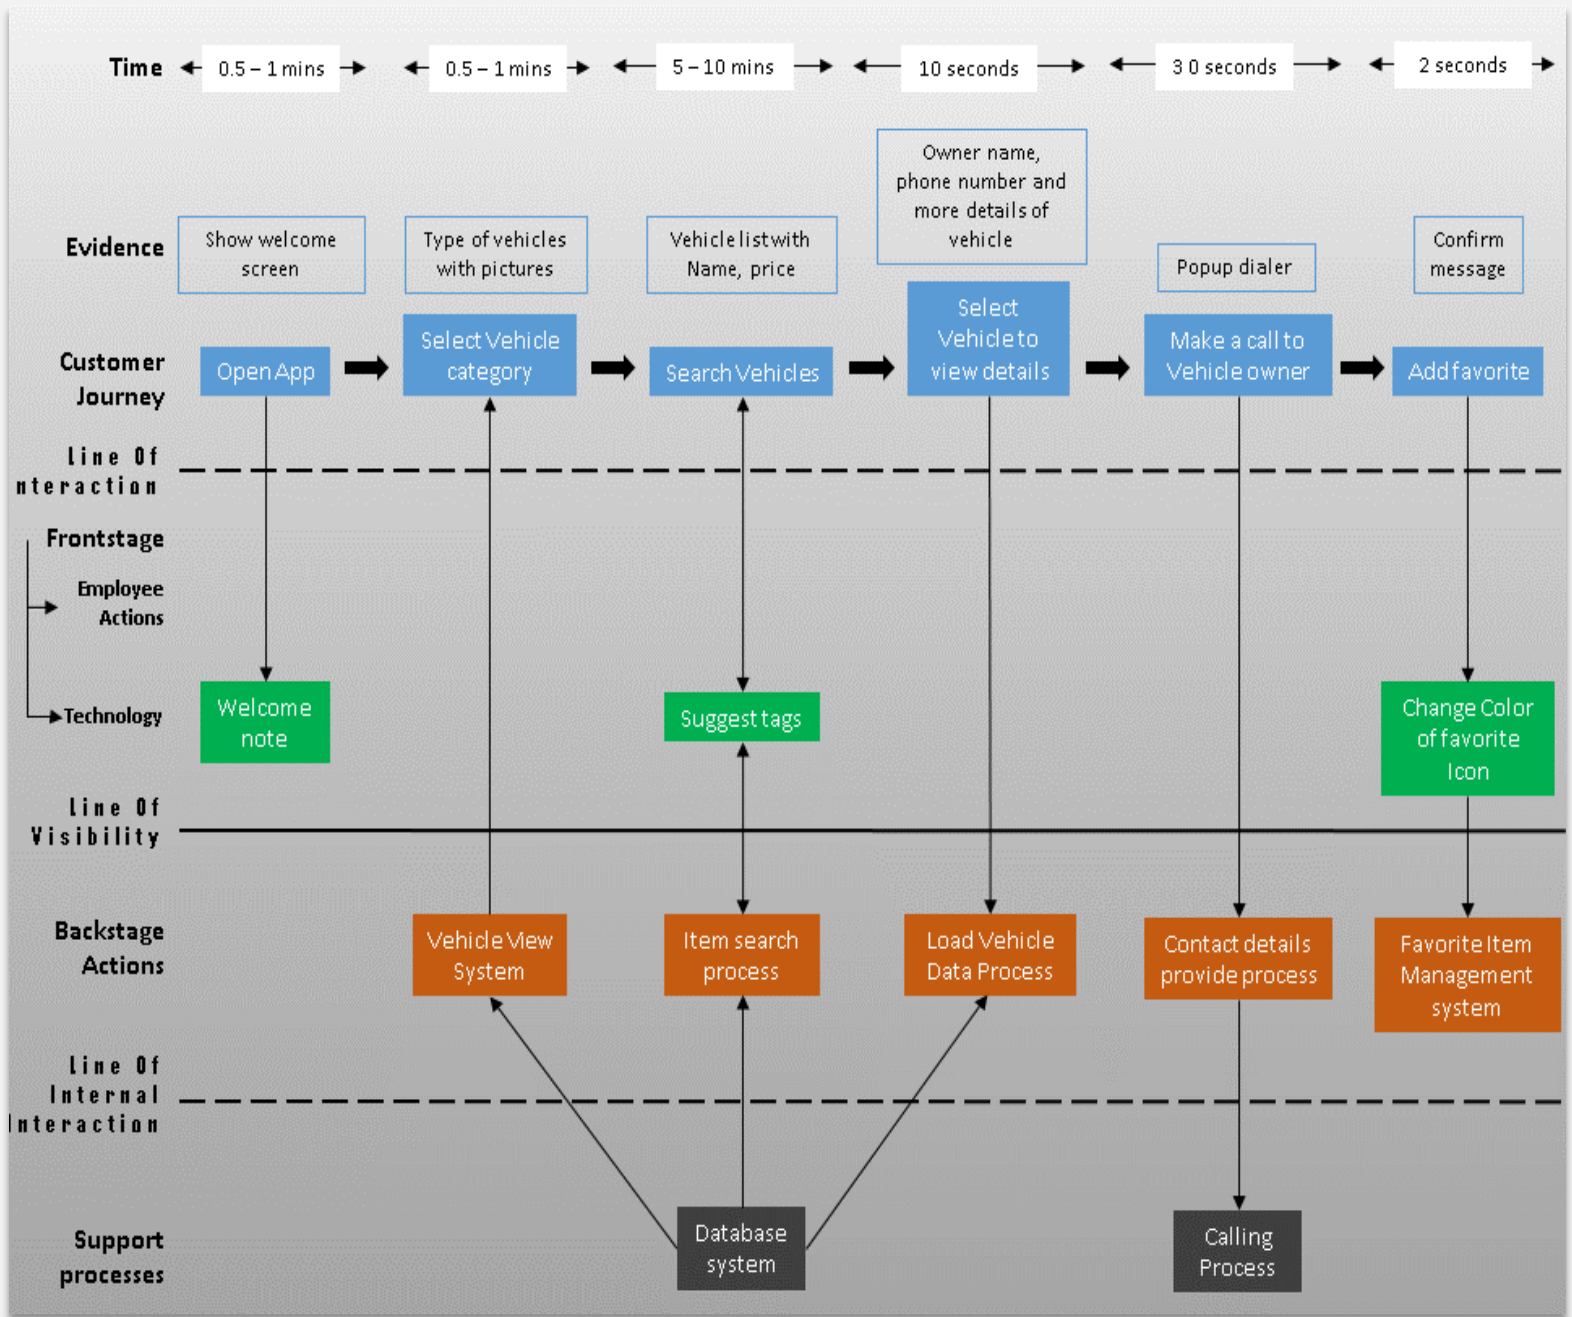 Time
0.5 – 1 mins
0.5 – 1 mins
5 – 10 mins
10 seconds
3 0 seconds
2 seconds
Evidence
Show welcome
screen
Type of vehicles
with pictures
Vehicle list with
Name, price
Owner name,
phone number and
more details of
vehicle
Popup dialer
Confirm
message
Customer
Journey
Open App
Select Vehicle
category
Search Vehicles
Select
Vehicle to
view details
Make a call to
Vehicle owner
Add favorite
Line Of
nteraction
Frontstage
Employee
Actions
Technology
Welcome
note
Suggest tags
Change Color
of favorite
Icon
Line Of
Visibility
Backstage
Actions
Vehicle View
System
Item search
process
Load Vehicle
Data Process
Contact details
provide process
Favorite Item
Management
system
Line Of
Internal
Interaction
Support
processes
Database
system
Calling
Process